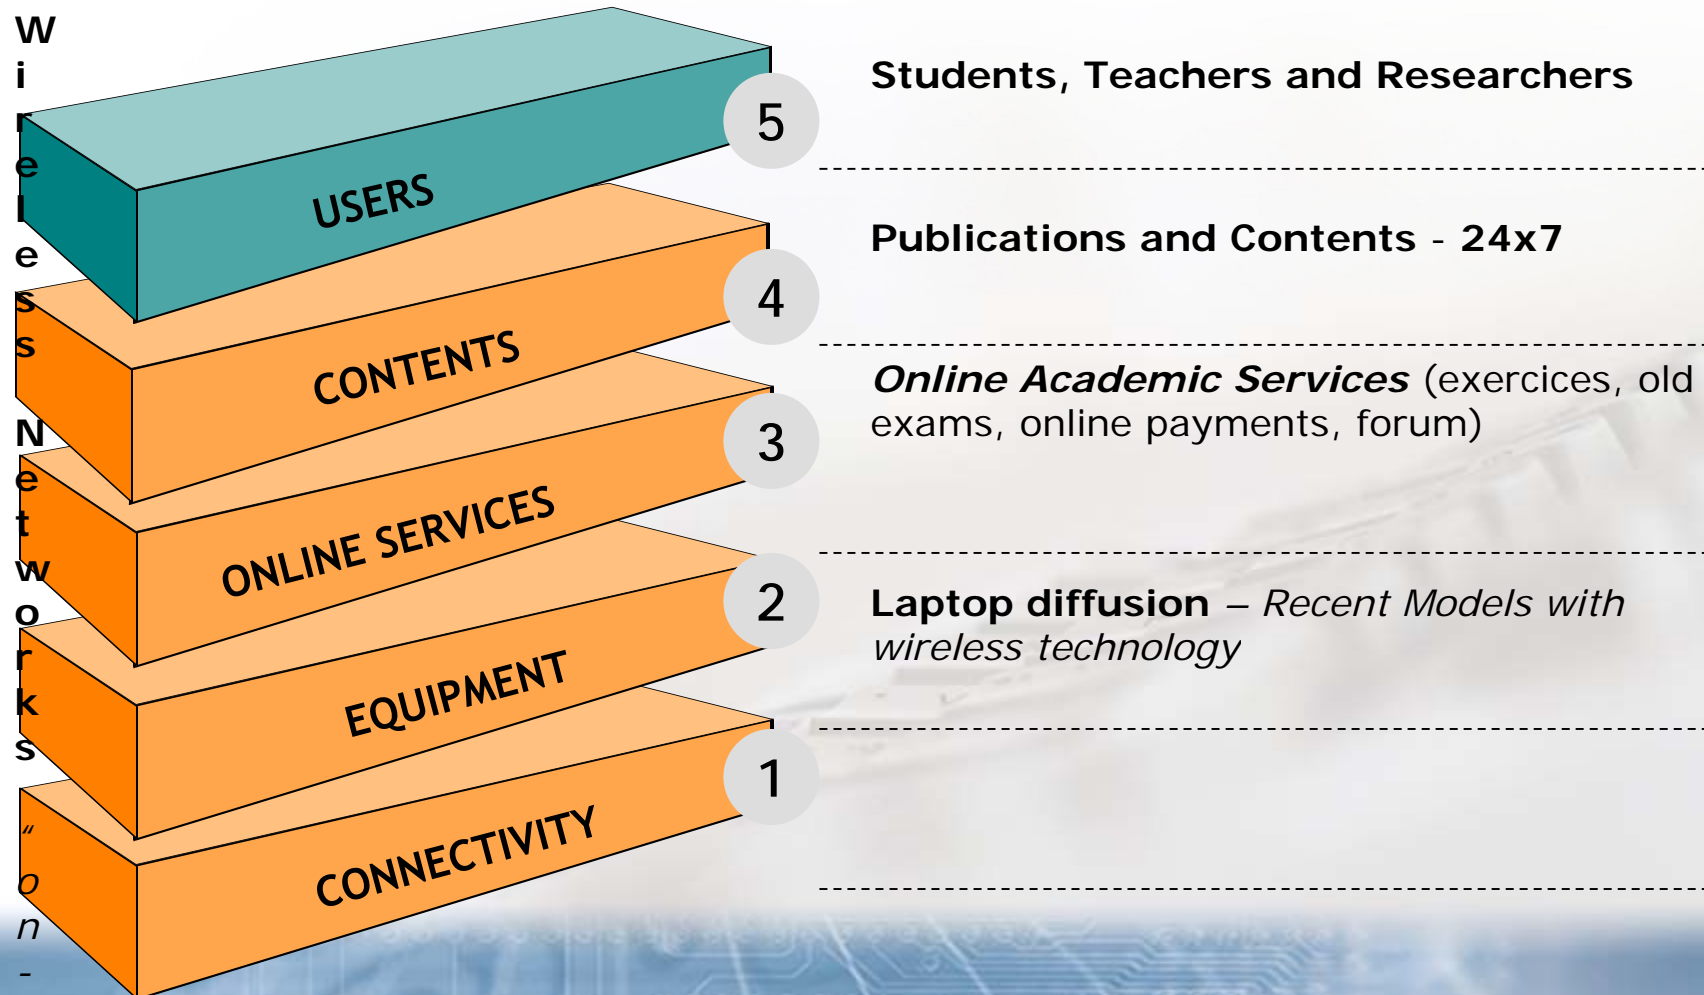 Wireless Networks “on-
5
USERS
Students, Teachers and Researchers
4
CONTENTS
Publications and Contents - 24x7
3
ONLINE SERVICES
Online Academic Services (exercices, old
exams, online payments, forum)
2
EQUIPMENT
Laptop diffusion – Recent Models with
wireless technology
1
CONNECTIVITY